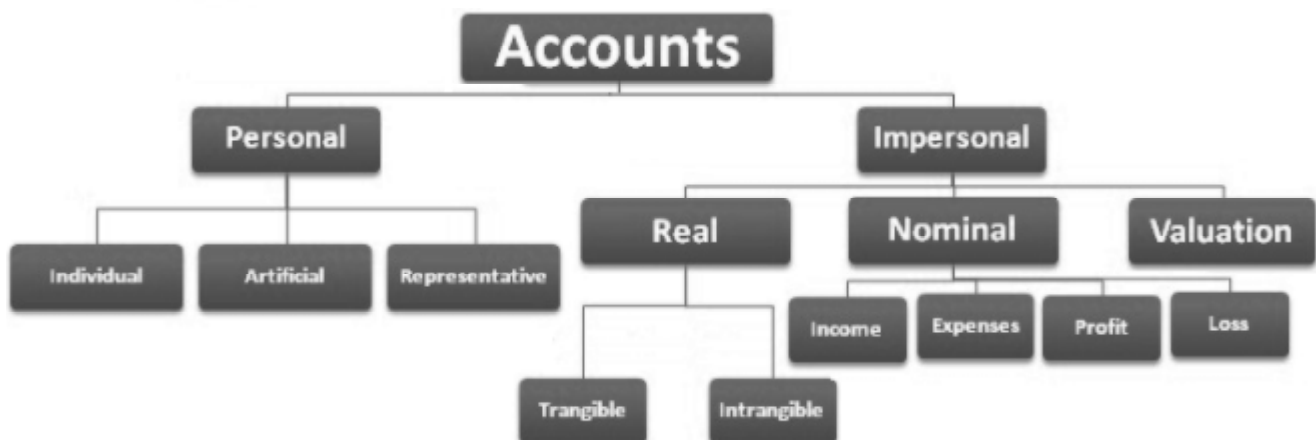 Accounts
Personal
Impersonal
Real
Nominal
Valuation
Individual
Artificial
Representative
Income
Expenses
Profit
Loss
Trangible
Intrangible